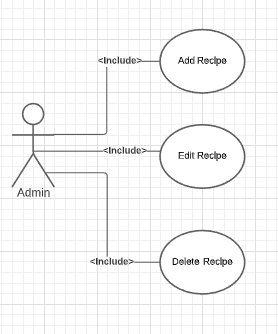 <Include>
Add Recipe
<Include>
Edit Recipe
Admin
<Include>
Delete Recipe